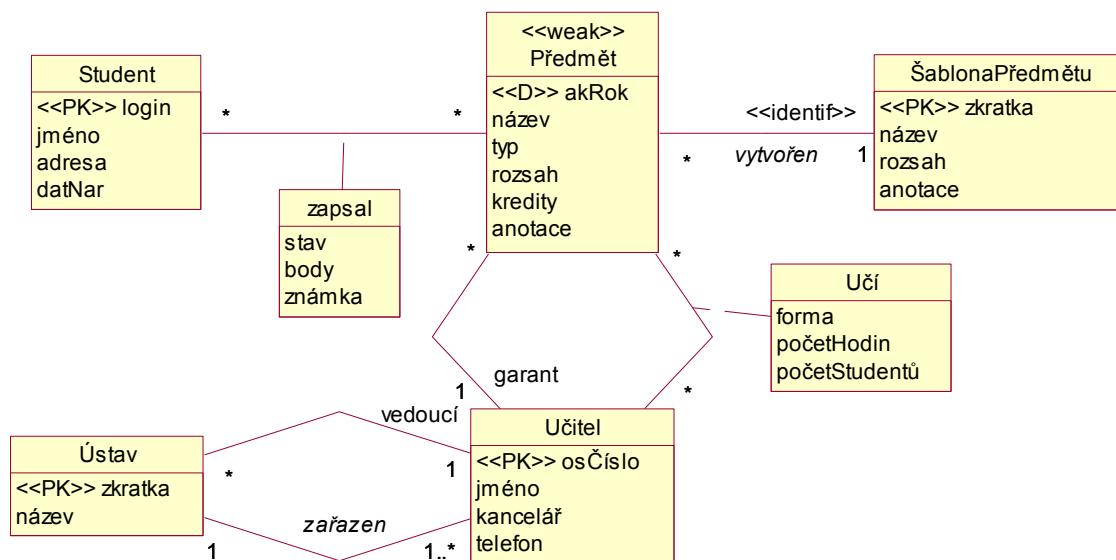 Student
<<PK>> login
jméno
adresa
datNar
*
*
zapsal
stav
body
známka
<<weak>>
Předmět
<<D>> akRok
název
typ
rozsah
kredity
anotace
<<identif>>
vytvořen
*
1
ŠablonaPředmětu
<<PK>> zkratka
název
rozsah
anotace
*
*
Učí
forma
početHodin
početStudentů
garant
1
*
vedoucí
Ústav
<<PK>> zkratka
název
*
1
zařazen
1
1..*
Učitel
<<PK>> osČíslo
jméno
kancelář
telefon